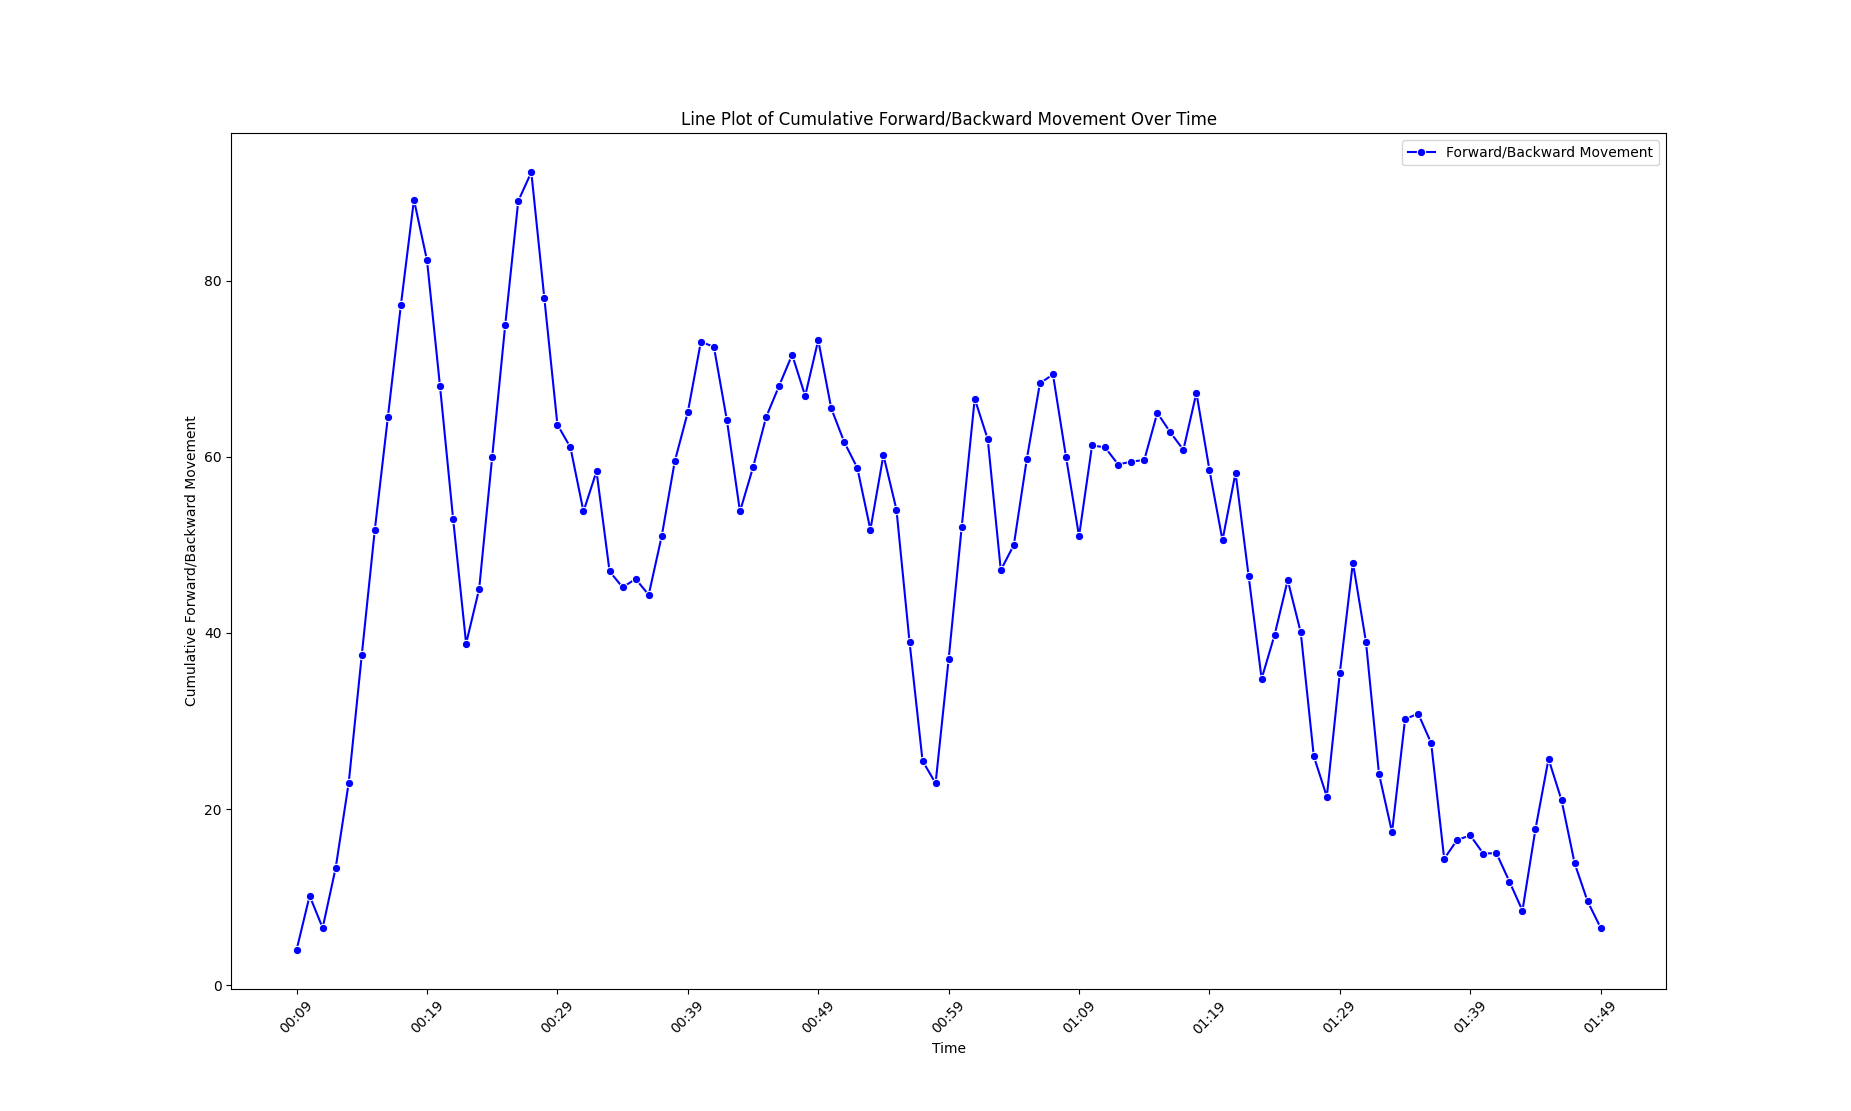 Line Plot of Cumulative Forward/Backward Movement Over Time
Forward/Backward Movement
Cumulative Forward/Backward Movement
80
60
40
20
0
00:09 00:19 00:29 00:39 00:49 00:59 01:09 01:19 01:29 01:39 01:49
Time